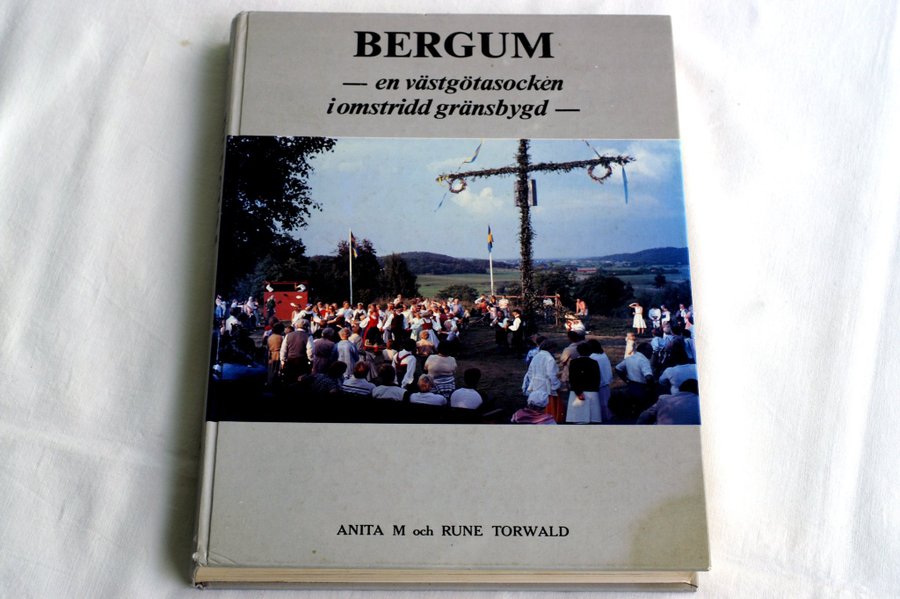 BERGUM
— en västgötasocken
i omstridd gränsbygd —
ANITA M och RUNE TORWALD